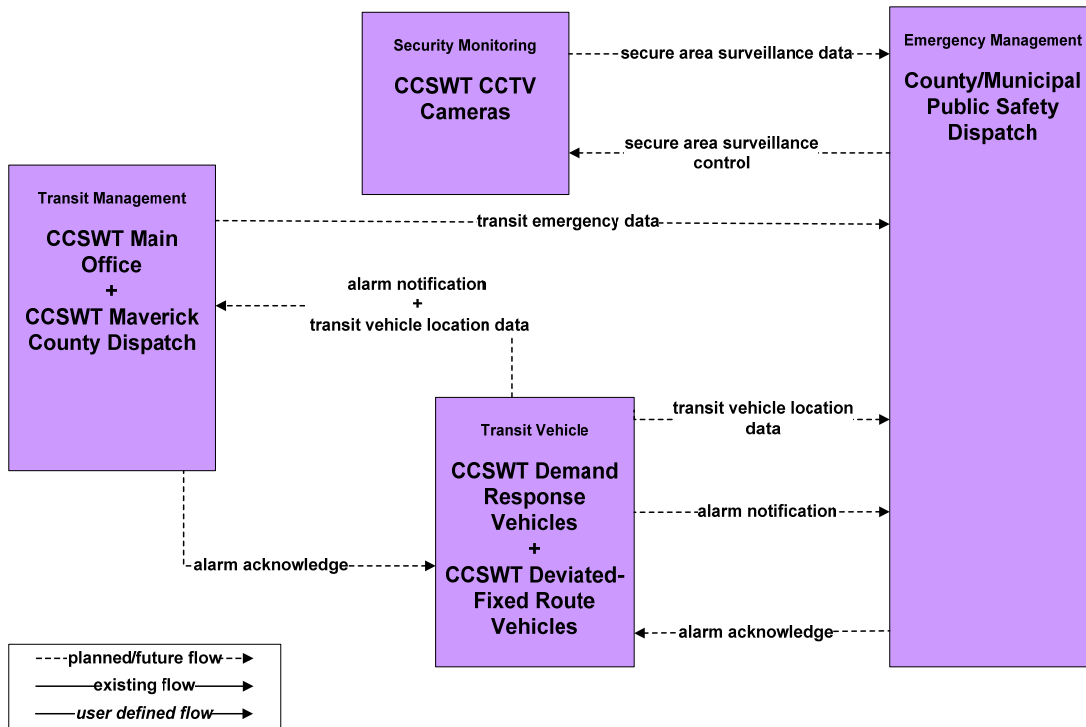 Security Monitoring
CCSWT CCTV
Cameras
secure area surveillance data
secure area surveillance
control
Emergency Management
County/Municipal
Public Safety
Dispatch
Transit Management
CCSWT Main
Office
+
CCSWT Maverick
County Dispatch
transit emergency data
alarm notification
+
transit vehicle location data
Transit Vehicle
CCSWT Demand
Response
Vehicles
+
CCSWT Deviated-
Fixed Route
Vehicles
transit vehicle location
data
alarm notification
alarm acknowledge
alarm acknowledge
planned/future flow
existing flow
user defined flow